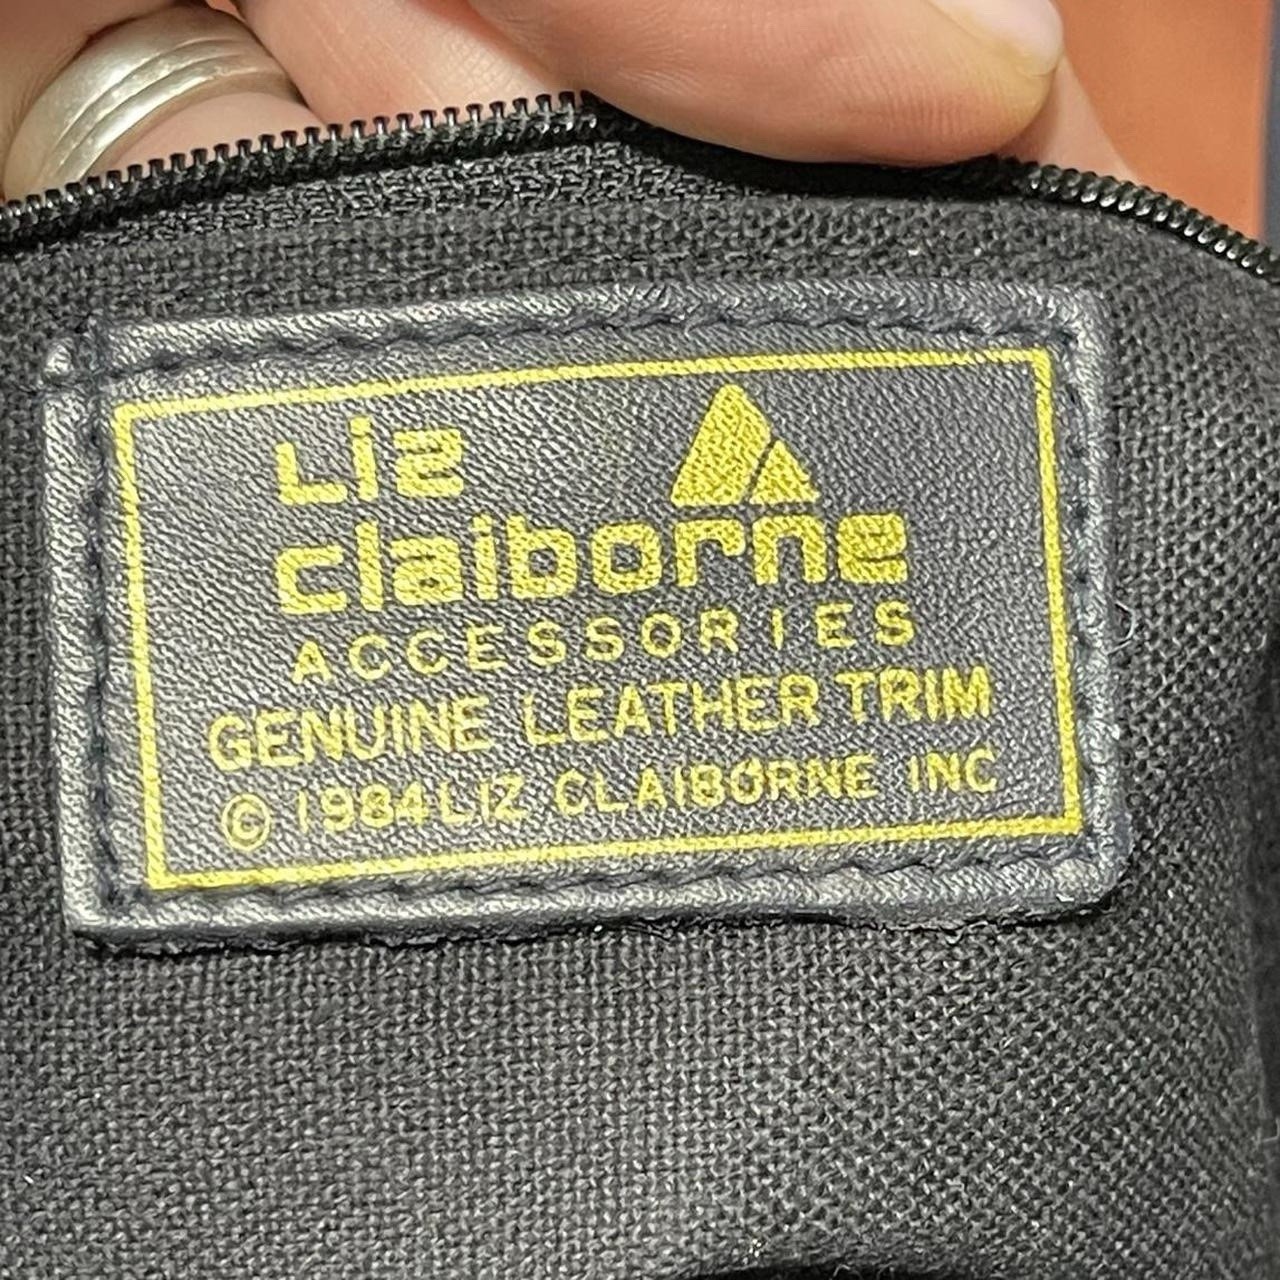 Liz
claiborne
ACCESSORIES
GENUINE LEATHER TRIM
© 1984 LIZ CLAIBORNE INC